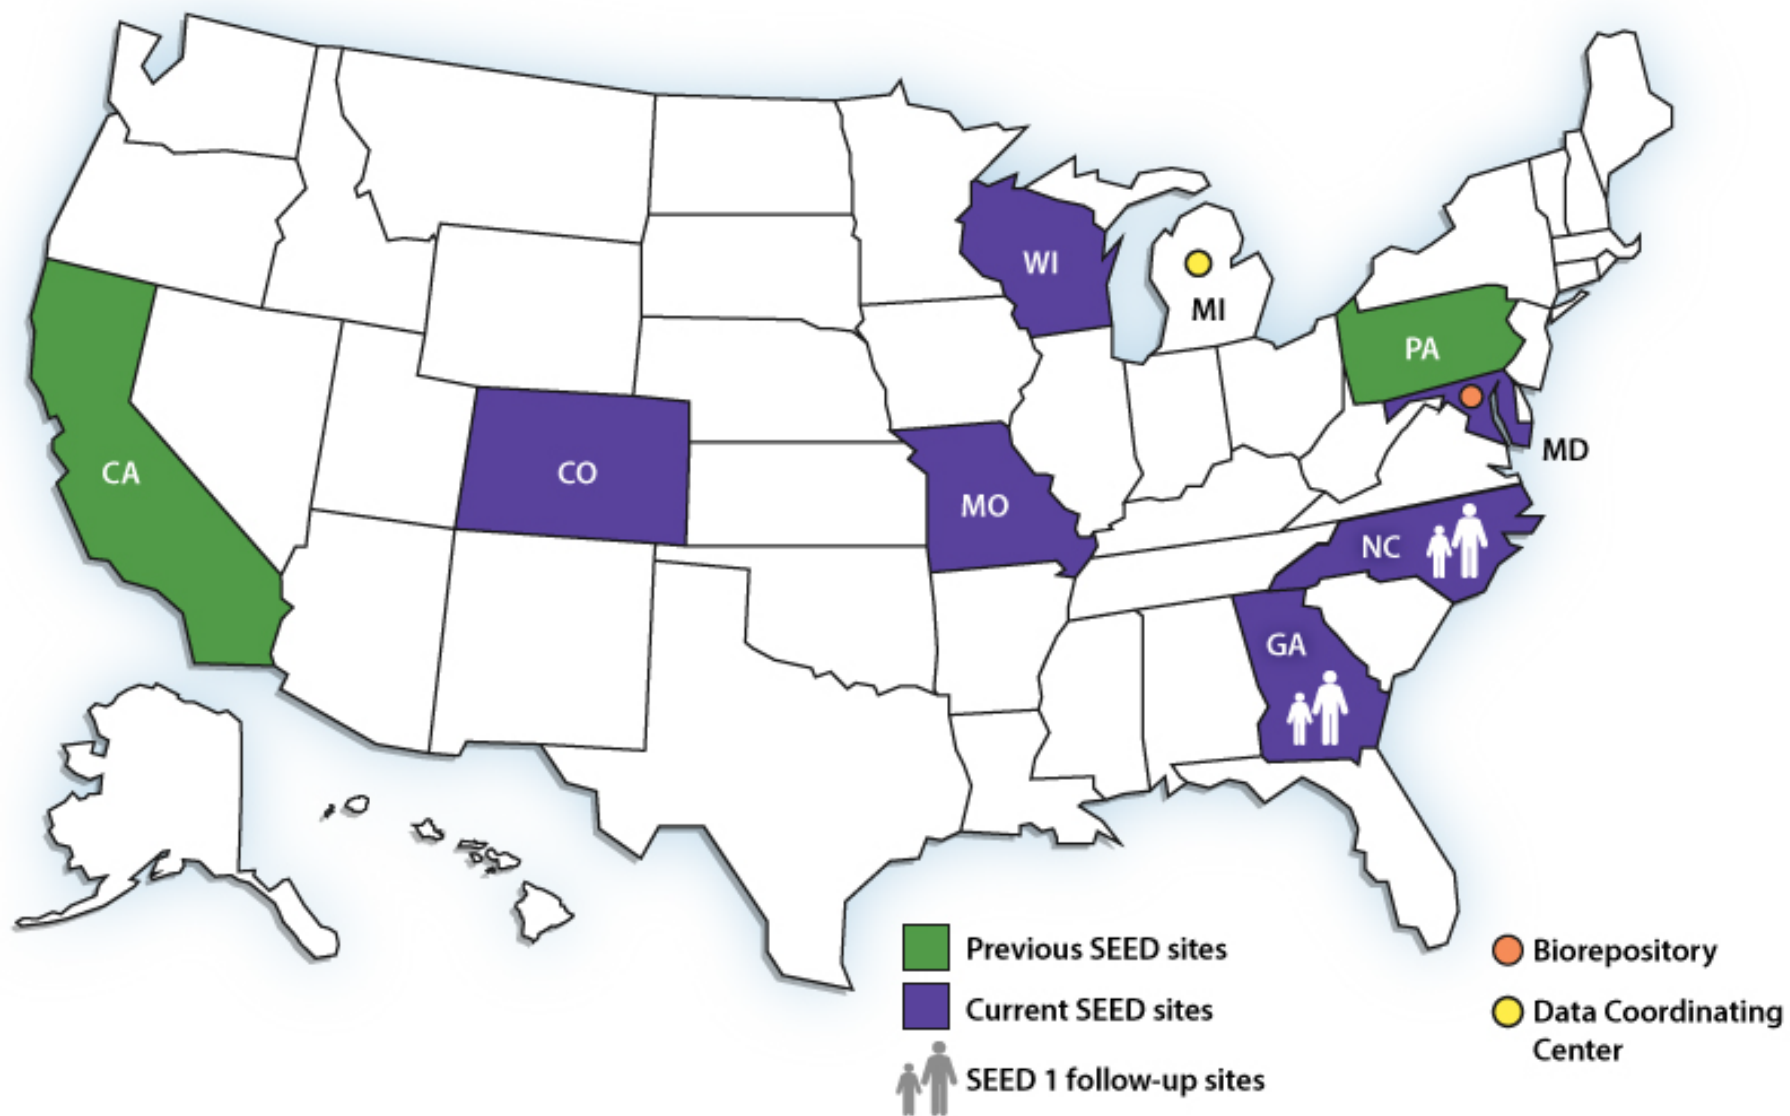 WI
MI
PA
CA
CO
MD
MO
NC
GA
Previous SEED sites
Current SEED sites
SEED 1 follow-up sites
Biorepository
Data Coordinating
Center